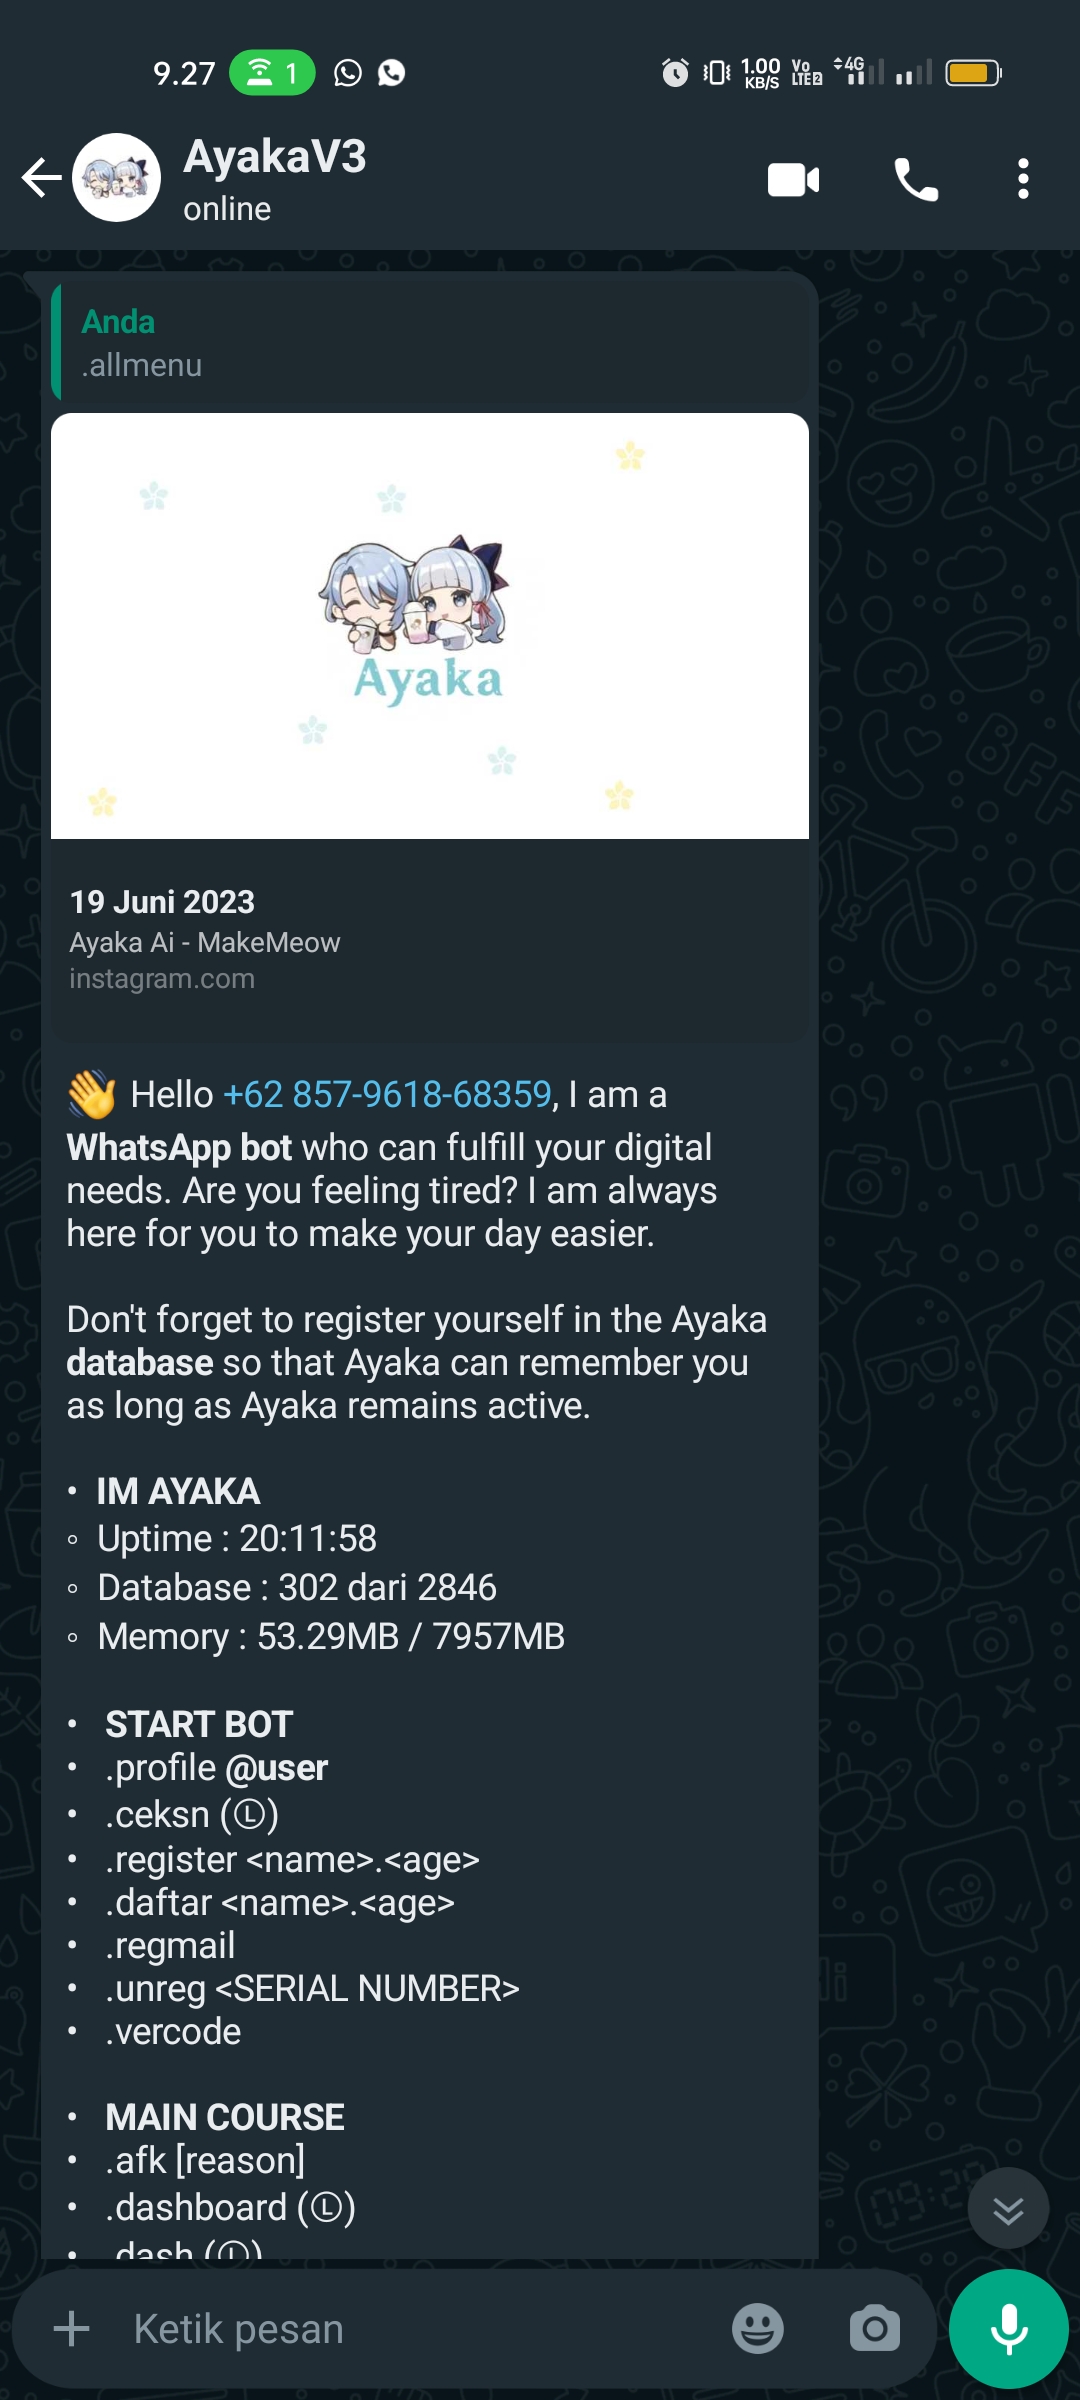 9.27
1
1.00
KB/S
Vo
LTE2
4G
AyakaV3
online
Anda
.allmenu
Ayaka
19 Juni 2023
Ayaka Ai - MakeMeow
instagram.com
👋 Hello +62 857-9618-68359, I am a
WhatsApp bot who can fulfill your digital
needs. Are you feeling tired? I am always
here for you to make your day easier.
Don't forget to register yourself in the Ayaka
database so that Ayaka can remember you
as long as Ayaka remains active.
• IM AYAKA
◦ Uptime : 20:11:58
◦ Database : 302 dari 2846
◦ Memory : 53.29MB / 7957MB
• START BOT
• .profile @user
• .ceksn (Ⓛ)
• .register <name>.<age>
• .daftar <name>.<age>
• .regmail
• .unreg <SERIAL NUMBER>
• .vercode
• MAIN COURSE
• .afk [reason]
• .dashboard (Ⓛ)
• .dash (Ⓛ)
Ketik pesan